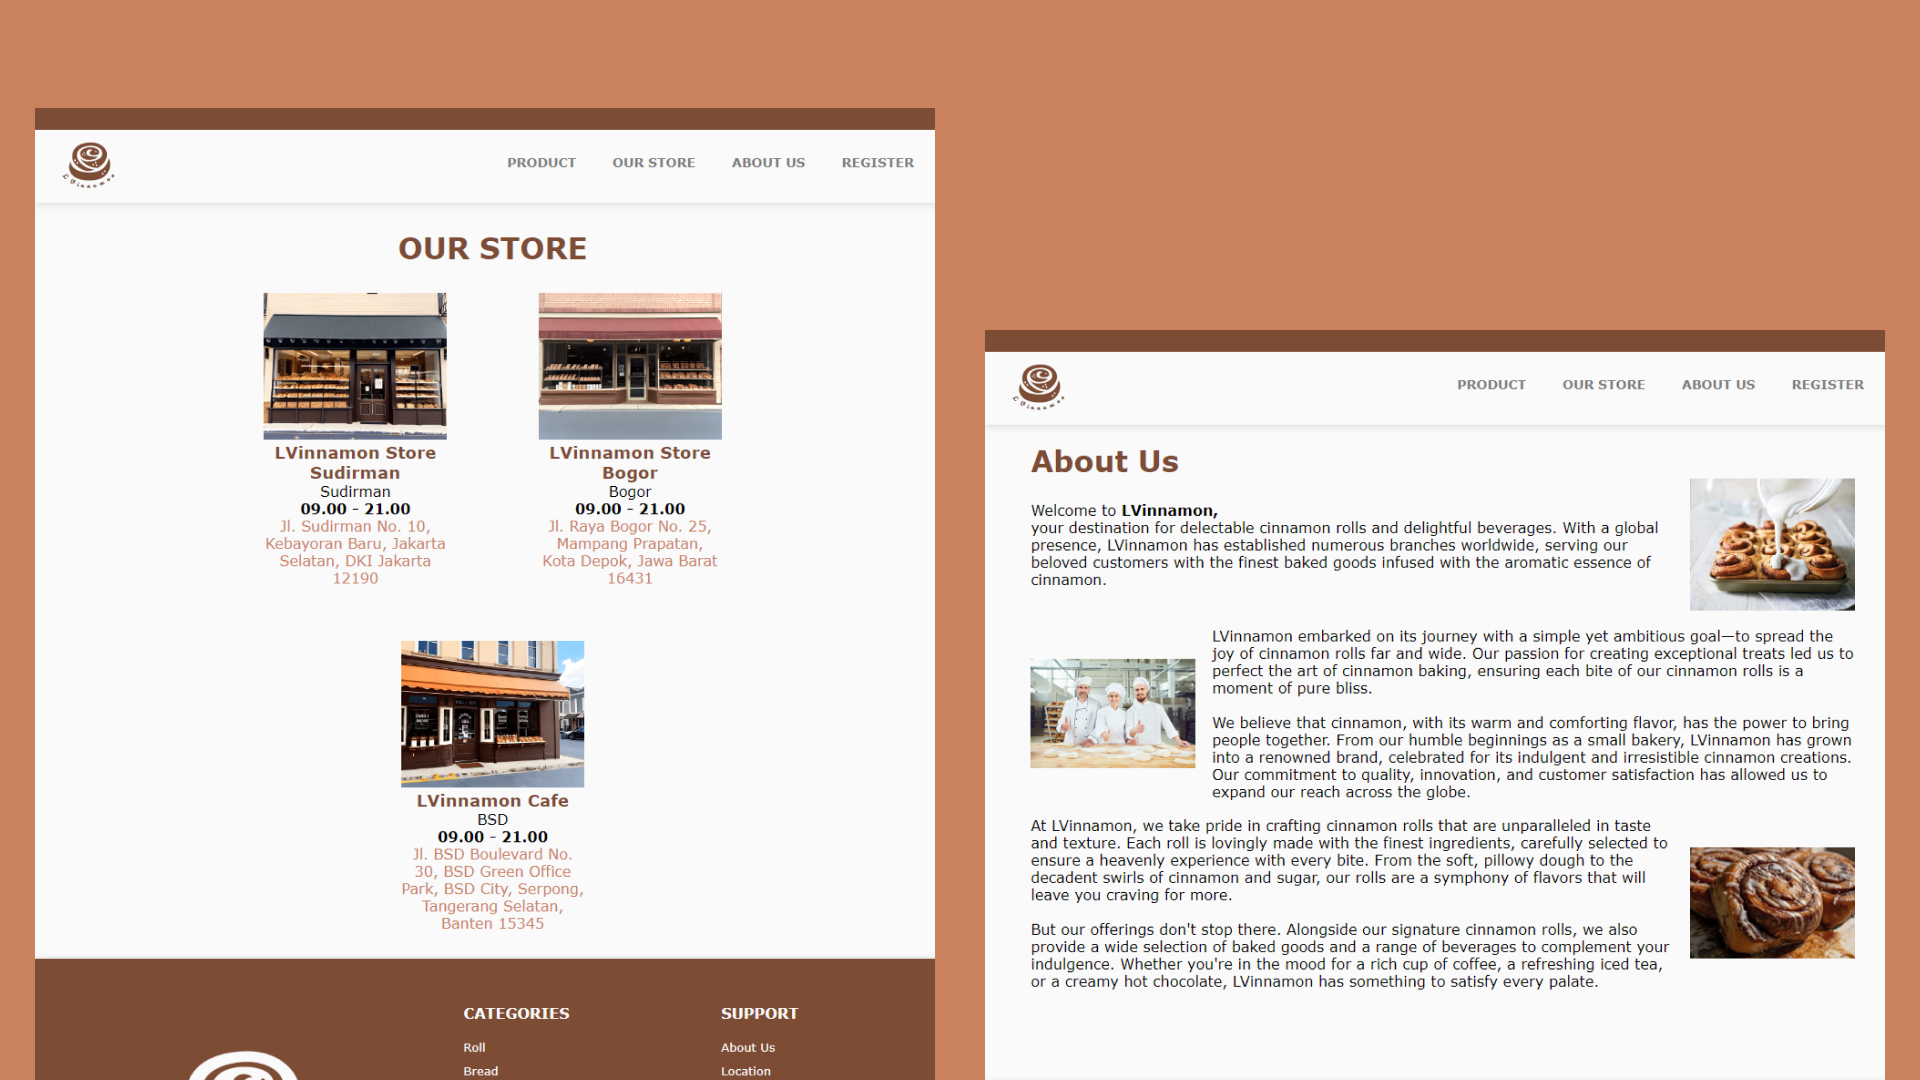 LVinnamon
PRODUCT OUR STORE ABOUT US REGISTER
OUR STORE
LVinnamon Store
Sudirman
Sudirman
09.00 - 21.00
Jl. Sudirman No. 10,
Kebayoran Baru, Jakarta
Selatan, DKI Jakarta
12190
LVinnamon Store
Bogor
Bogor
09.00 - 21.00
Jl. Raya Bogor No. 25,
Mampang Prapatan,
Kota Depok, Jawa Barat
16431
LVinnamon Cafe
BSD
09.00 - 21.00
Jl. BSD Boulevard No.
30, BSD Green Office
Park, BSD City, Serpong,
Tangerang Selatan,
Banten 15345
CATEGORIES
Roll
Bread
SUPPORT
About Us
Location
LVinnamon
PRODUCT OUR STORE ABOUT US REGISTER
About Us
Welcome to LVinnamon,
your destination for delectable cinnamon rolls and delightful beverages. With a global
presence, LVinnamon has established numerous branches worldwide, serving our
beloved customers with the finest baked goods infused with the aromatic essence of
cinnamon.
LVinnamon embarked on its journey with a simple yet ambitious goal—to spread the
joy of cinnamon rolls far and wide. Our passion for creating exceptional treats led us to
perfect the art of cinnamon baking, ensuring each bite of our cinnamon rolls is a
moment of pure bliss.
We believe that cinnamon, with its warm and comforting flavor, has the power to bring
people together. From our humble beginnings as a small bakery, LVinnamon has grown
into a renowned brand, celebrated for its indulgent and irresistible cinnamon creations.
Our commitment to quality, innovation, and customer satisfaction has allowed us to
expand our reach across the globe.
At LVinnamon, we take pride in crafting cinnamon rolls that are unparalleled in taste
and texture. Each roll is lovingly made with the finest ingredients, carefully selected to
ensure a heavenly experience with every bite. From the soft, pillowy dough to the
decadent swirls of cinnamon and sugar, our rolls are a symphony of flavors that will
leave you craving for more.
But our offerings don't stop there. Alongside our signature cinnamon rolls, we also
provide a wide selection of baked goods and a range of beverages to complement your
indulgence. Whether you're in the mood for a rich cup of coffee, a refreshing iced tea,
or a creamy hot chocolate, LVinnamon has something to satisfy every palate.